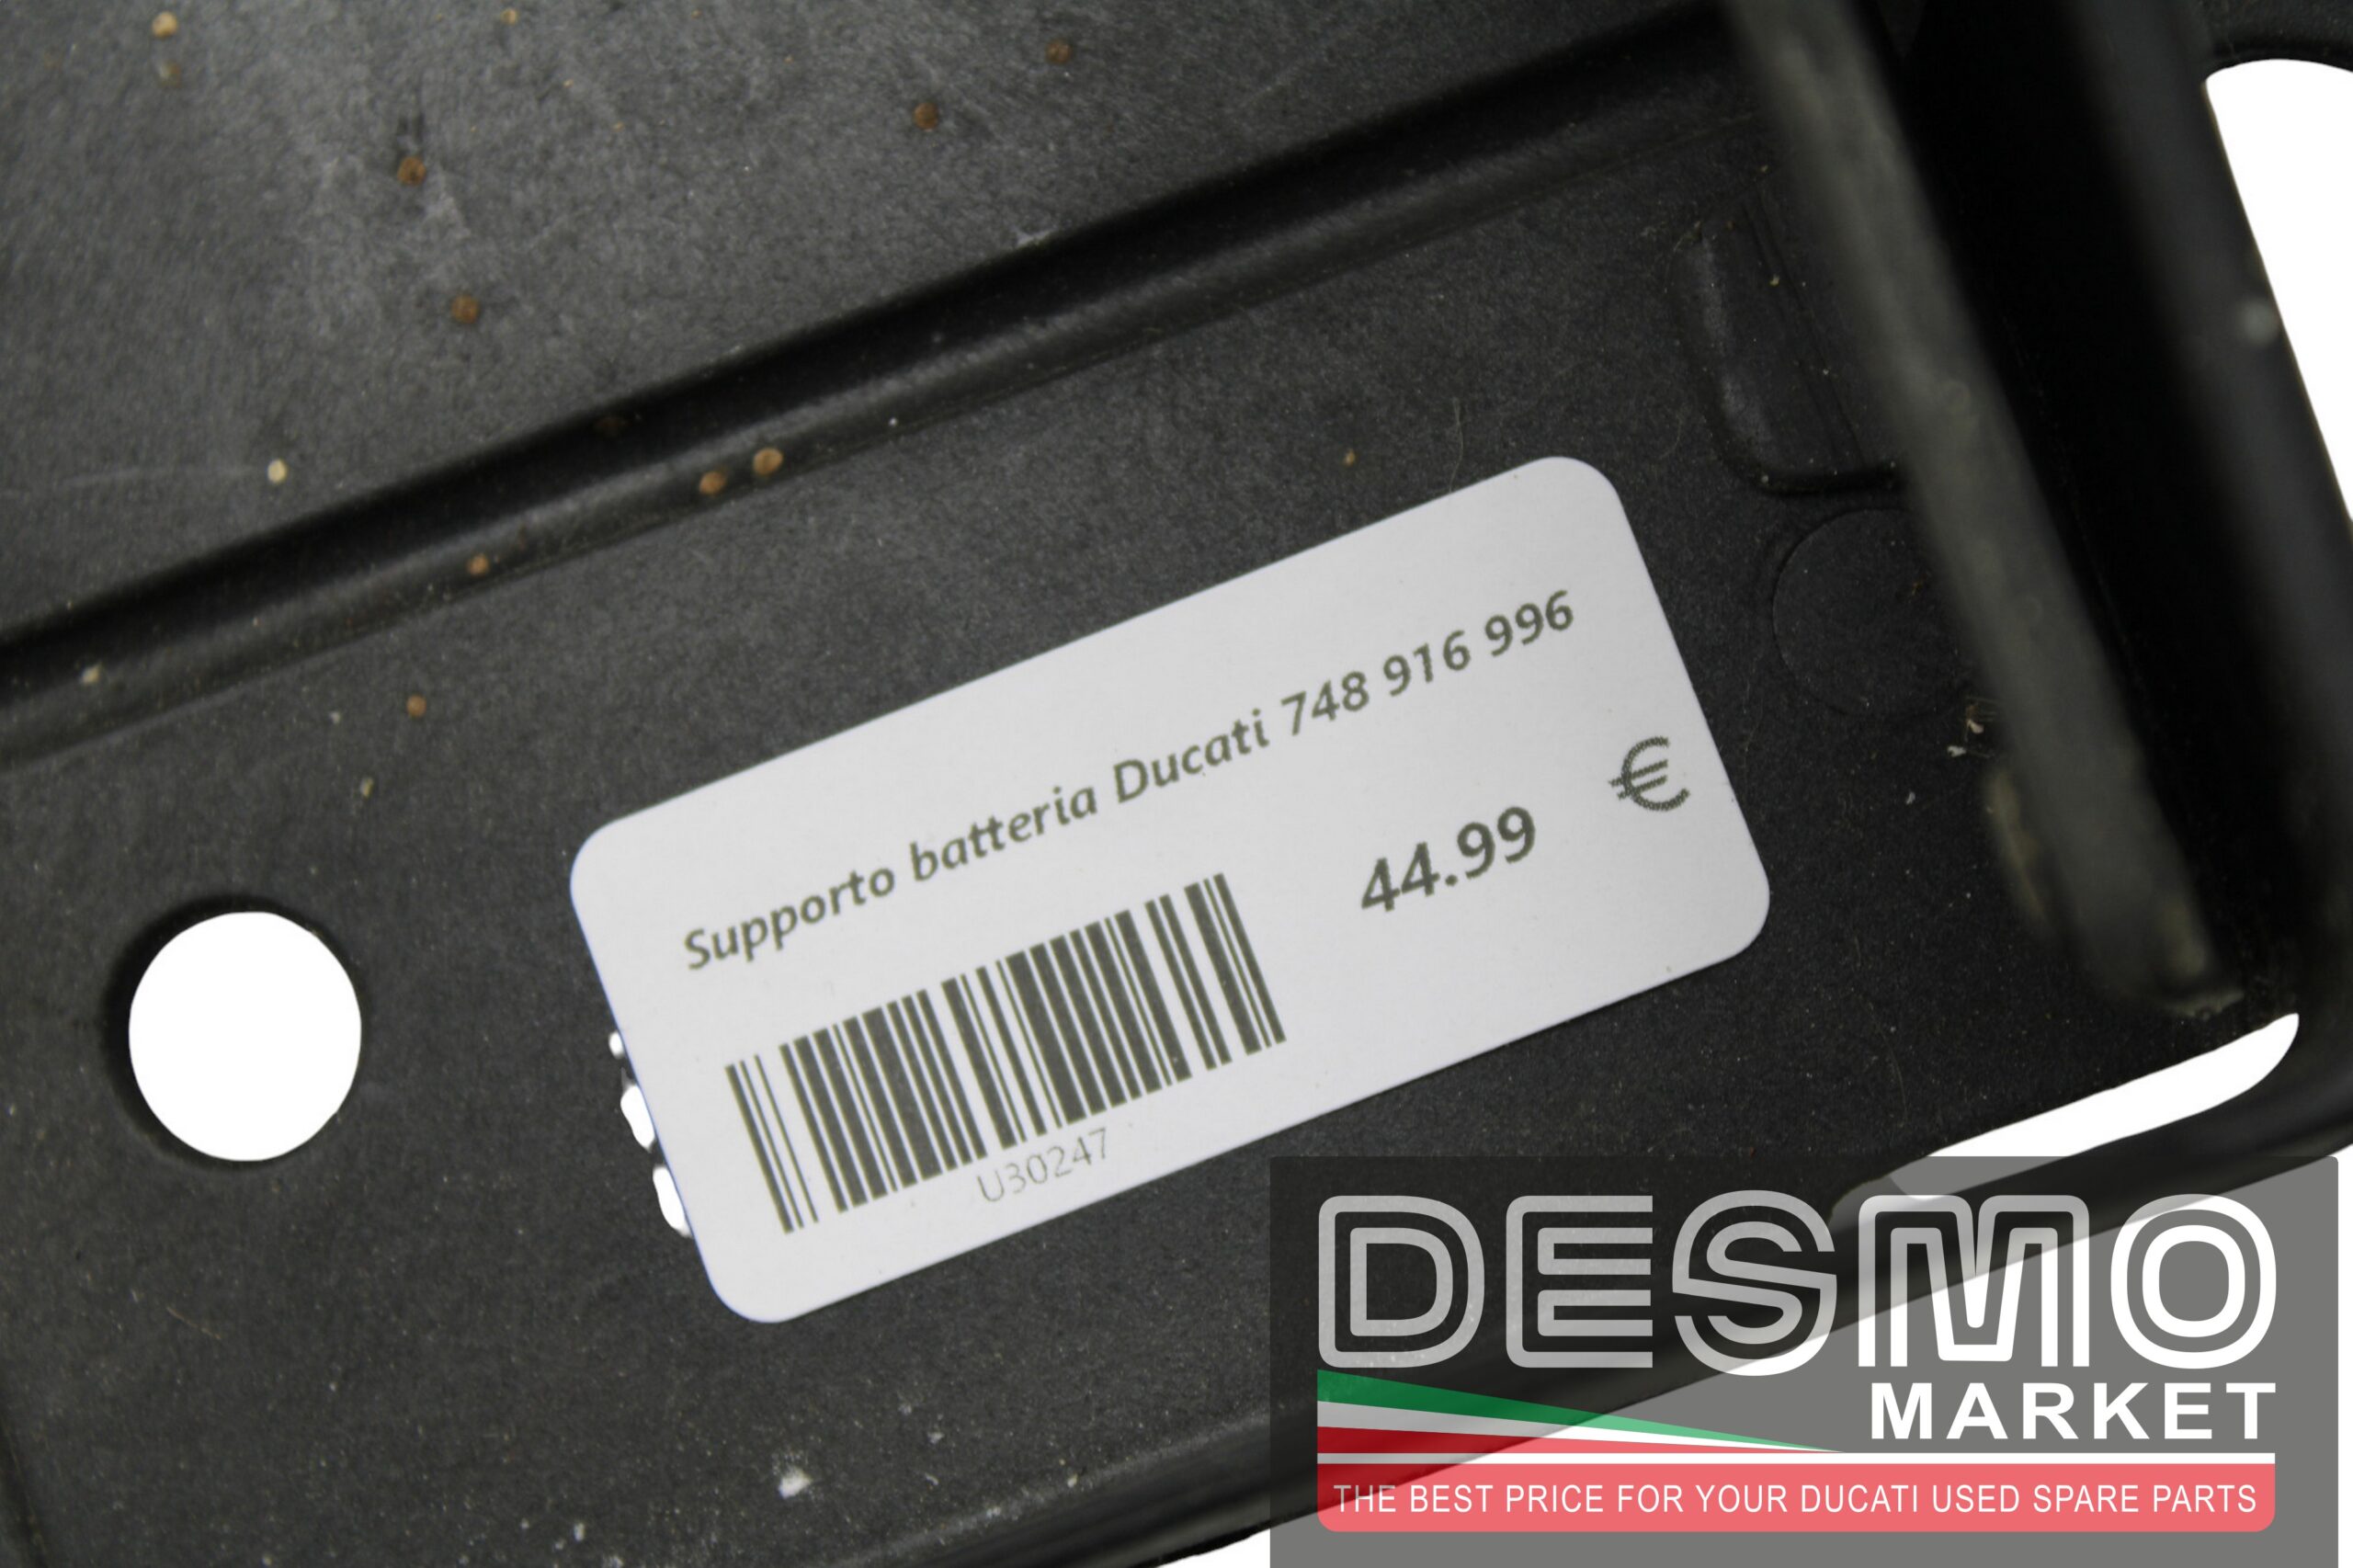 Supporto batteria Ducati 748 916 996
44.99 €
U30247
DESMO
MARKET
THE BEST PRICE FOR YOUR DUCATI USED SPARE PARTS